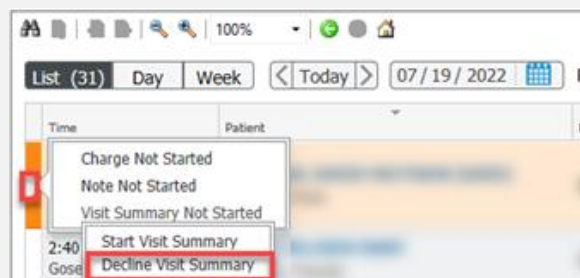 100%
List (31) Day Week < Today > 07/19/2022
Time Patient
Charge Not Started
Note Not Started
Visit Summary Not Started
2:40 Start Visit Summary
Gose Decline Visit Summary